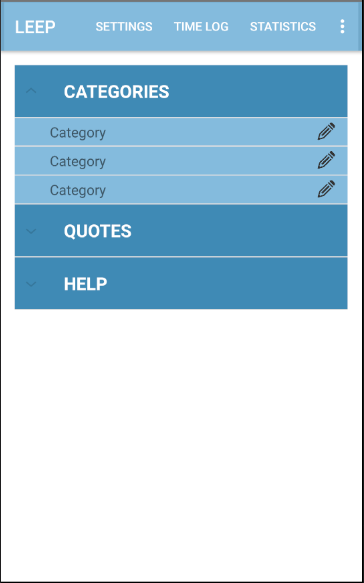 LEEP SETTINGS TIME LOG STATISTICS
CATEGORIES
Category
Category
Category
QUOTES
HELP